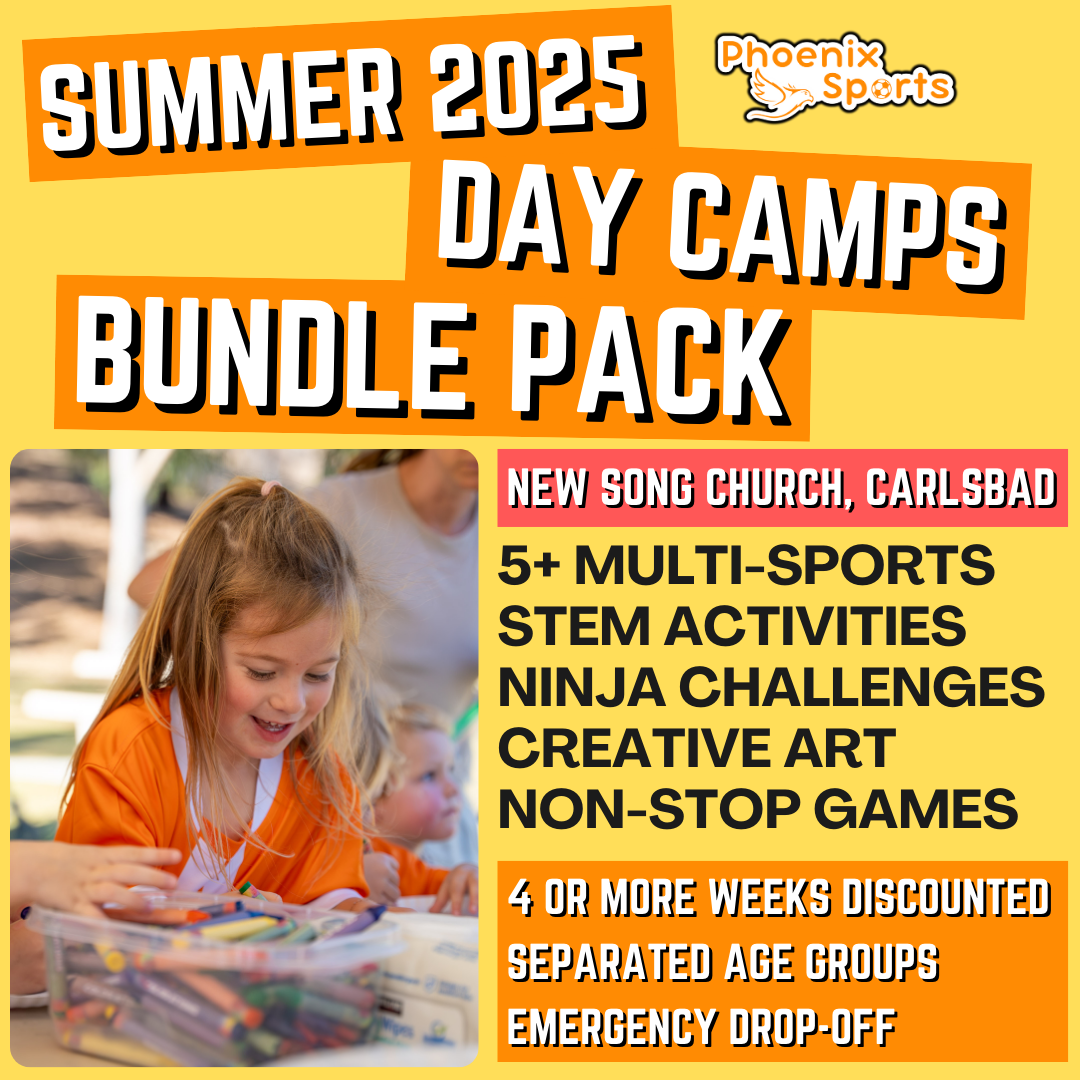 SUMMER 2025
Phoenix
Sports
DAY CAMPS
BUNDLE PACK
NEW SONG CHURCH, CARLSBAD
5+ MULTI-SPORTS
STEM ACTIVITIES
NINJA CHALLENGES
CREATIVE ART
NON-STOP GAMES
4 OR MORE WEEKS DISCOUNTED
SEPARATED AGE GROUPS
EMERGENCY DROP-OFF